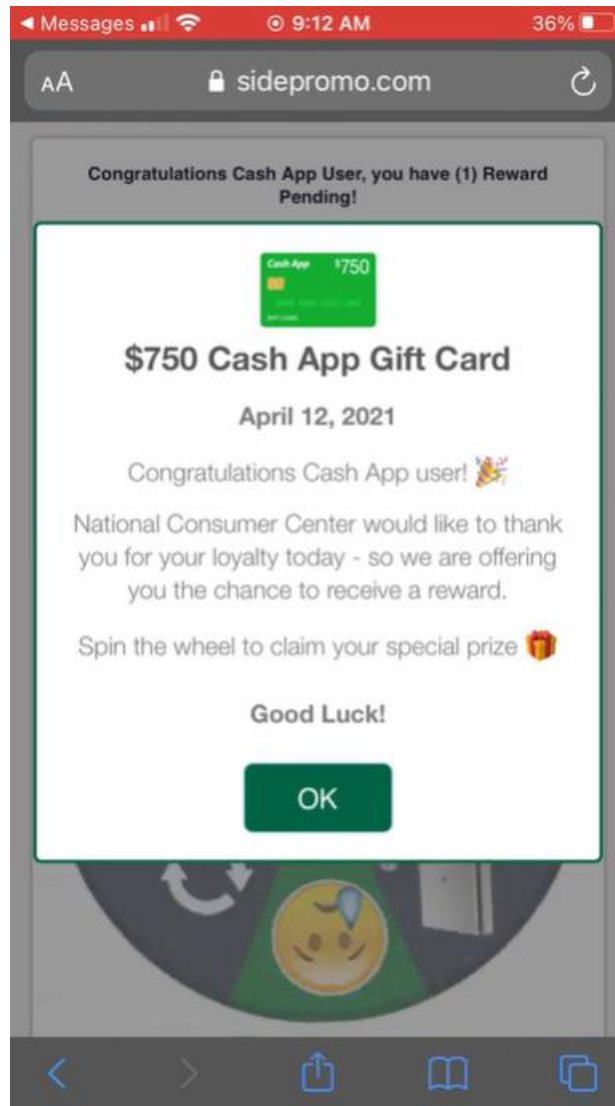 Messages
9:12 AM
36%
AA
sidepromo.com
Congratulations Cash App User, you have (1) Reward
Pending!
Cash App $750
GIFT CARD
$750 Cash App Gift Card
April 12, 2021
Congratulations Cash App user! 🎉
National Consumer Center would like to thank
you for your loyalty today - so we are offering
you the chance to receive a reward.
Spin the wheel to claim your special prize 🎁
Good Luck!
OK